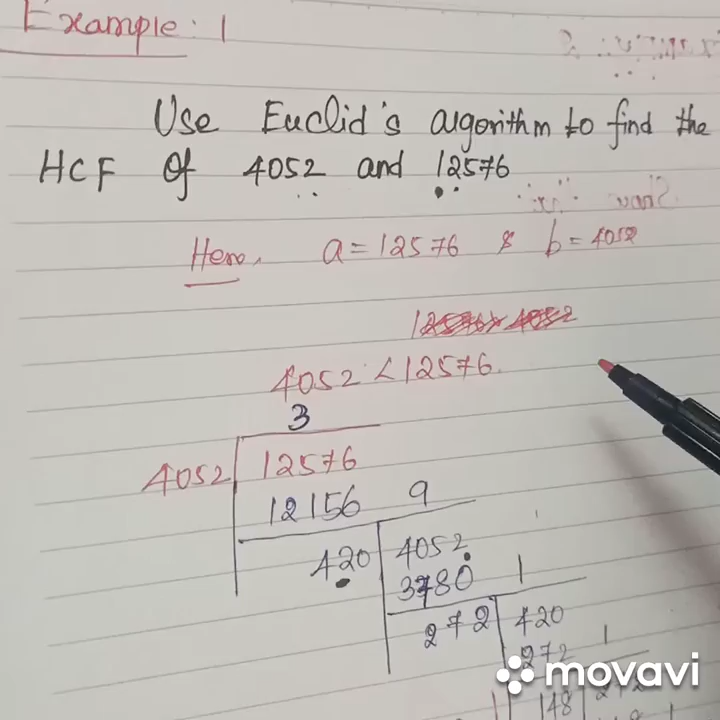 Example: 1
Use Euclid's algorithm to find the
HCF Of 4052 and 12576
Here, a = 12576 & b = 4052
4052 < 12576
3
4052 12576
12156 9
420 4052
3780 1
272 420
272 1
148
movavi